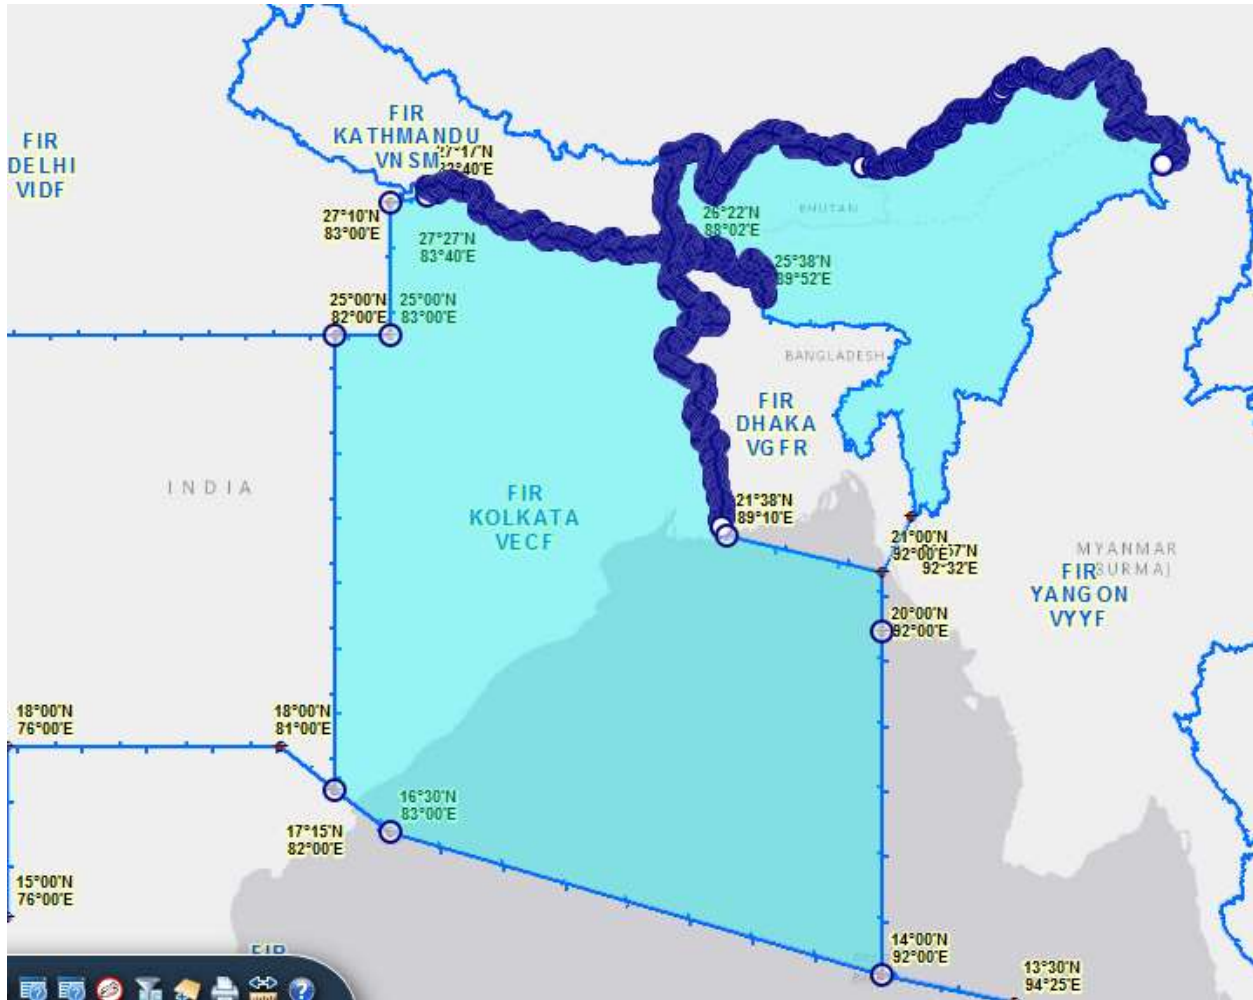 FIR
DELHI
VIDF
FIR
KATHMANDU
VNSM
27°17'N
27°10'N
83°00'E
27°27'N
83°40'E
26°22'N
88°02'E
BHUTAN
25°38'N
89°52'E
25°00'N
82°00'E
25°00'N
83°00'E
BANGLADESH
FIR
DHAKA
VGFR
INDIA
FIR
KOLKATA
VECF
21°38'N
89°10'E
21°00'N
92°00'E
92°32'E
MYANMAR
(BURMA)
FIR
YANGON
VYYF
20°00'N
92°00'E
18°00'N
76°00'E
18°00'N
81°00'E
16°30'N
83°00'E
17°15'N
82°00'E
15°00'N
76°00'E
FIR
14°00'N
92°00'E
13°30'N
94°25'E